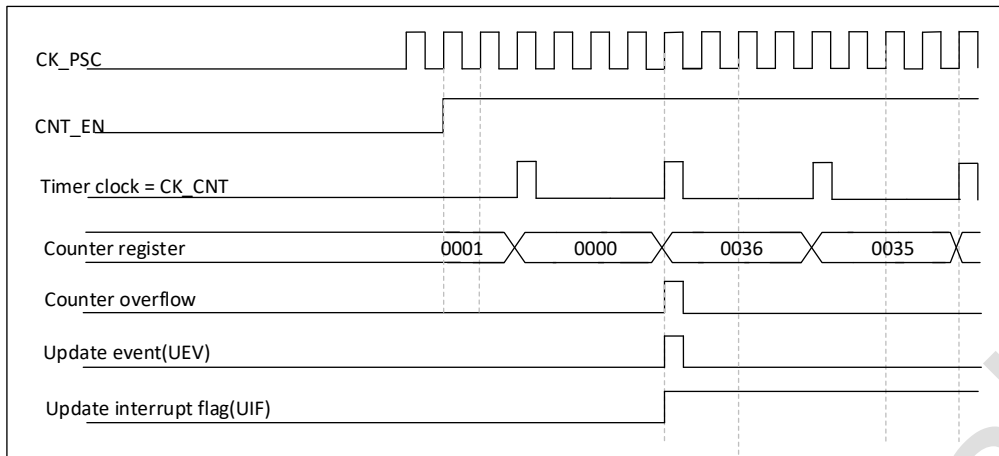 CK_PSC
CNT_EN
Timer clock = CK_CNT
Counter register 0001 0000 0036 0035
Counter overflow
Update event(UEV)
Update interrupt flag(UIF)